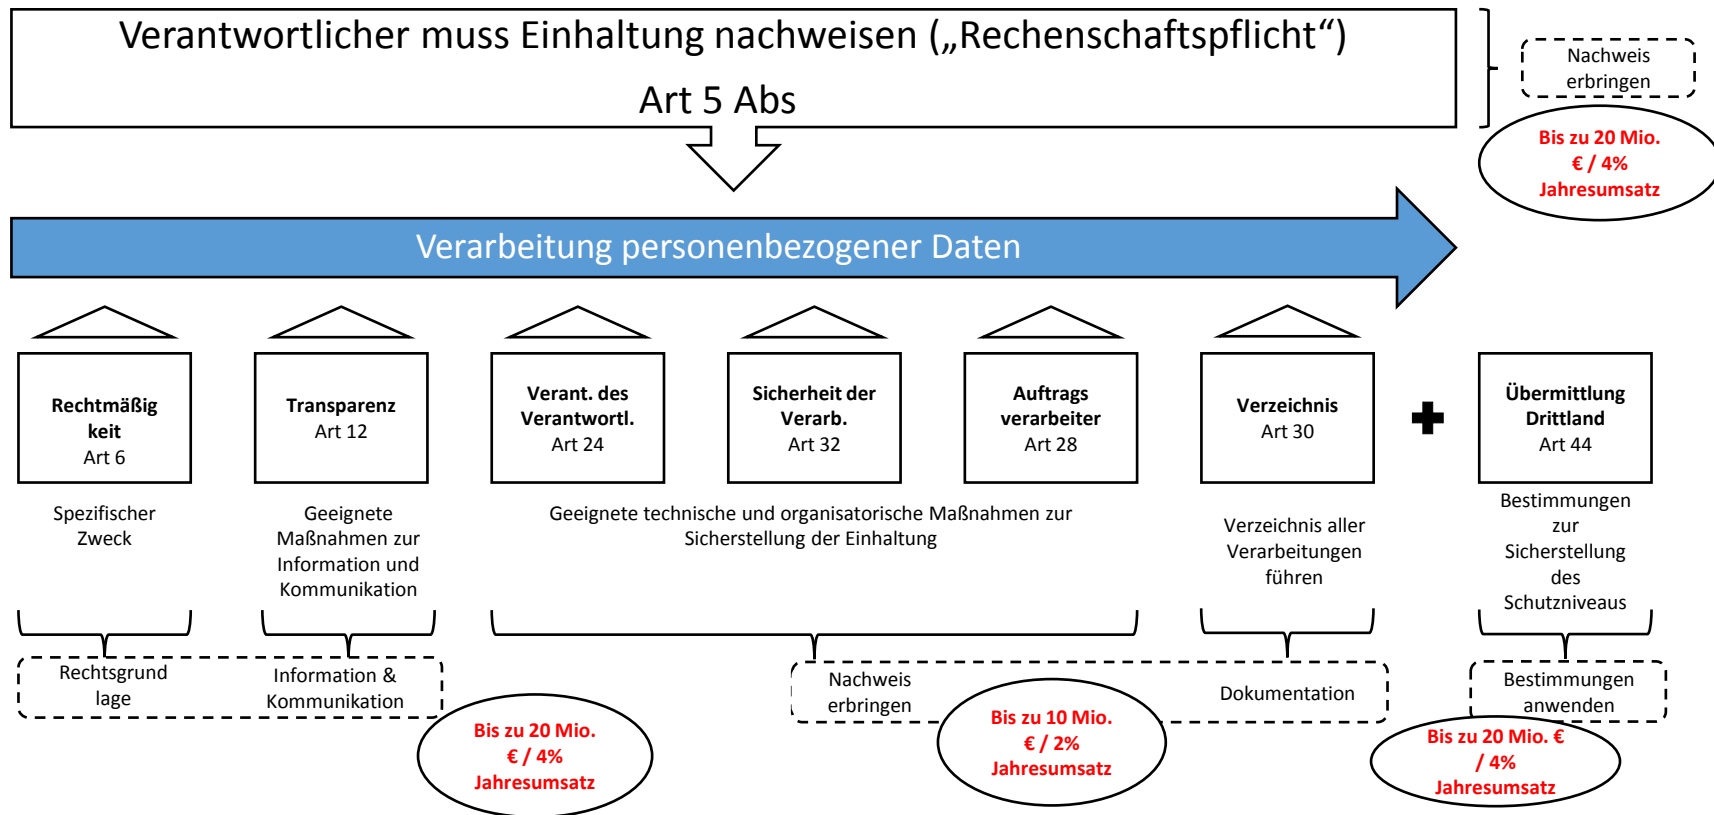 Verantwortlicher muss Einhaltung nachweisen („Rechenschaftspflicht“)
Art 5 Abs
Nachweis
erbringen
Bis zu 20 Mio.
€ / 4%
Jahresumsatz
Verarbeitung personenbezogener Daten
Rechtmäßig
keit
Art 6
Transparenz
Art 12
Verant. des
Verantwortl.
Art 24
Sicherheit der
Verarb.
Art 32
Auftrags
verarbeiter
Art 28
Verzeichnis
Art 30
Übermittlung
Drittland
Art 44
Spezifischer
Zweck
Geeignete
Maßnahmen zur
Information und
Kommunikation
Geeignete technische und organisatorische Maßnahmen zur
Sicherstellung der Einhaltung
Verzeichnis aller
Verarbeitungen
führen
Bestimmungen
zur
Sicherstellung
des
Schutzniveaus
Rechtsgrund
lage
Information &
Kommunikation
Nachweis
erbringen
Dokumentation
Bestimmungen
anwenden
Bis zu 20 Mio.
€ / 4%
Jahresumsatz
Bis zu 10 Mio.
€ / 2%
Jahresumsatz
Bis zu 20 Mio. €
/ 4%
Jahresumsatz